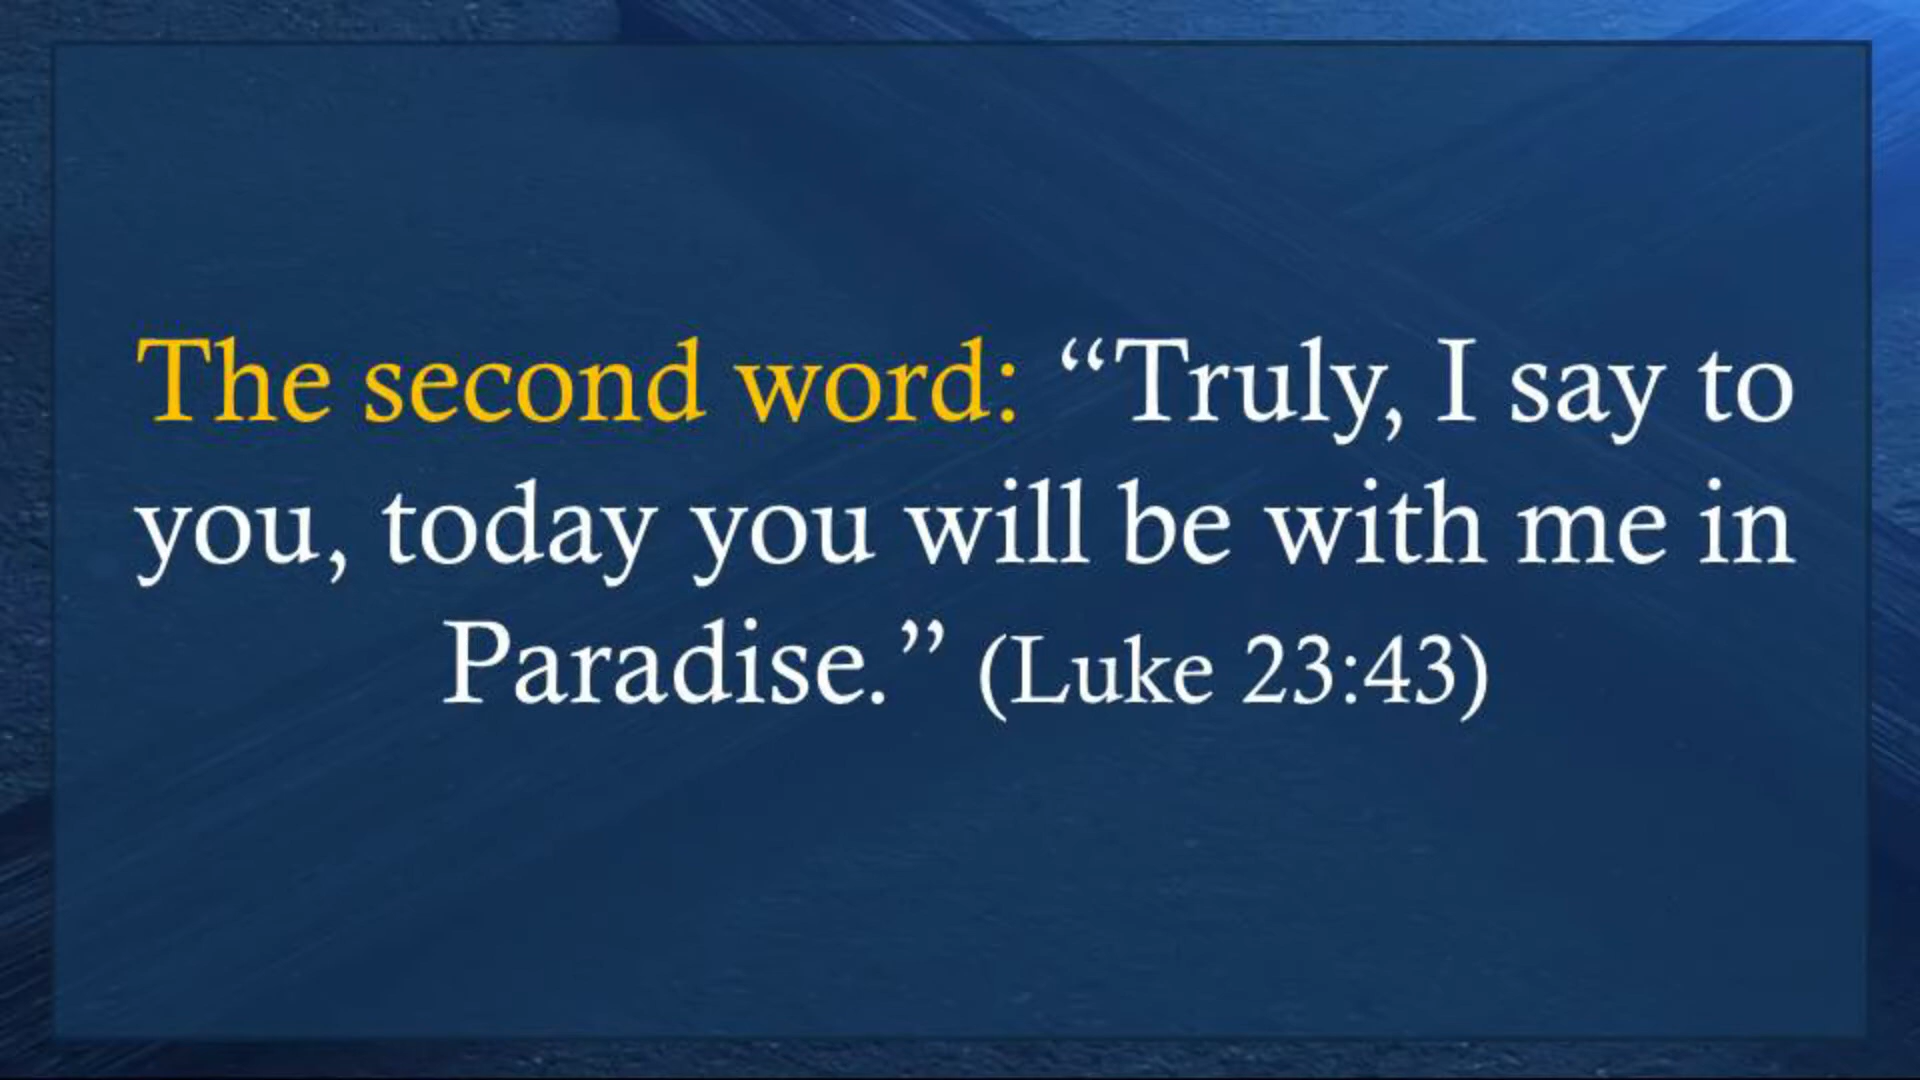 The second word: “Truly, I say to
you, today you will be with me in
Paradise.” (Luke 23:43)